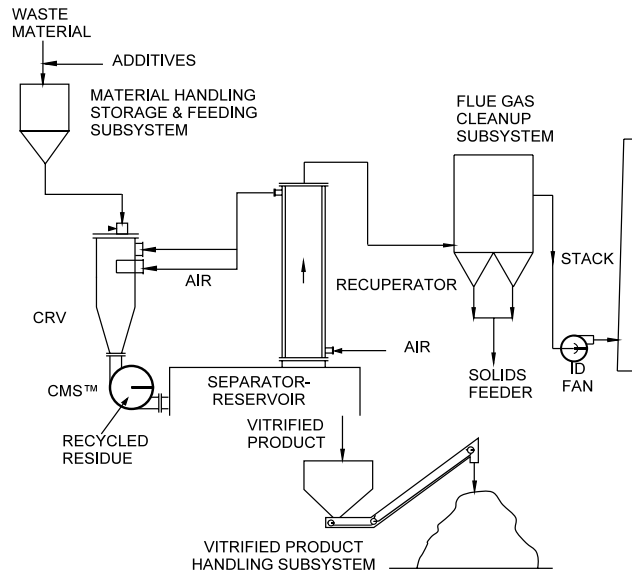 WASTE
MATERIAL
ADDITIVES
MATERIAL HANDLING
STORAGE & FEEDING
SUBSYSTEM
FLUE GAS
CLEANUP
SUBSYSTEM
STACK
AIR
RECUPERATOR
CRV
AIR
CMS™
SEPARATOR-
RESERVOIR
SOLIDS
FEEDER
ID
FAN
RECYCLED
RESIDUE
VITRIFIED
PRODUCT
VITRIFIED PRODUCT
HANDLING SUBSYSTEM